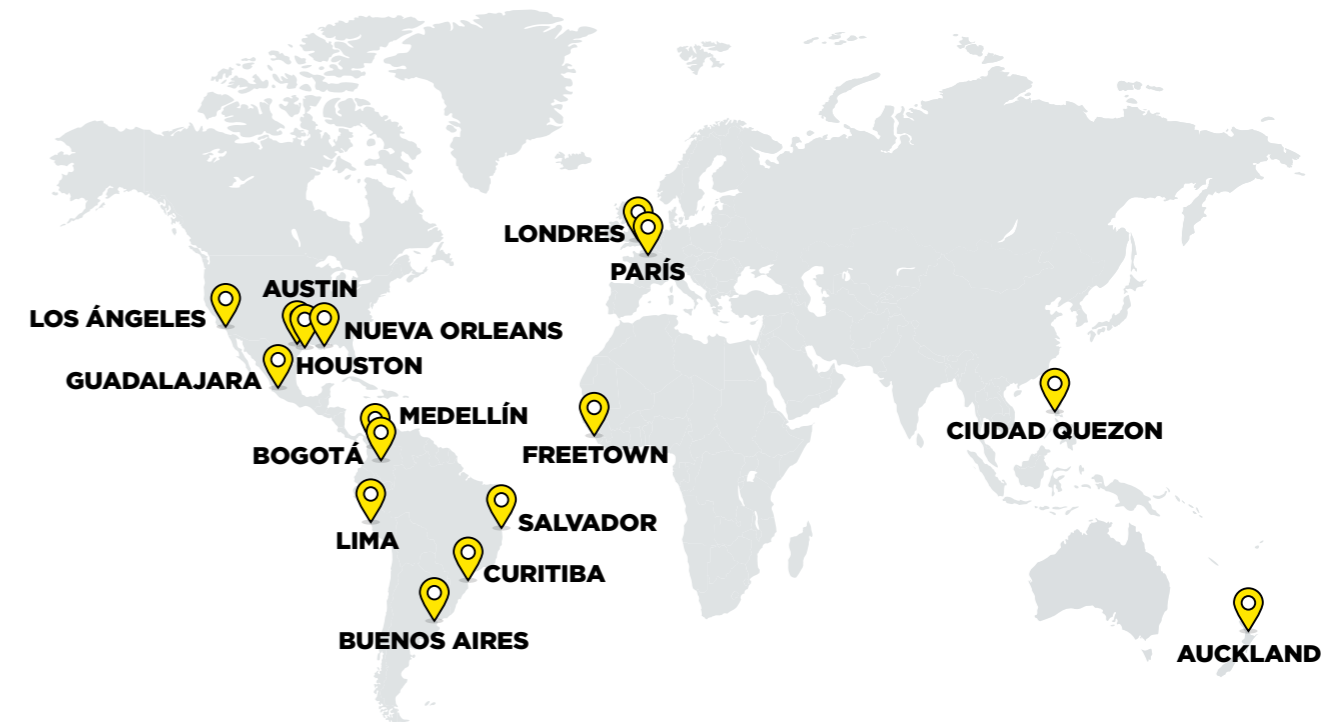 LONDRES
PARÍS
AUSTIN
LOS ÁNGELES
NUEVA ORLEANS
HOUSTON
GUADALAJARA
MEDELLÍN
BOGOTÁ
FREETOWN
CIUDAD QUEZON
LIMA
SALVADOR
CURITIBA
BUENOS AIRES
AUCKLAND